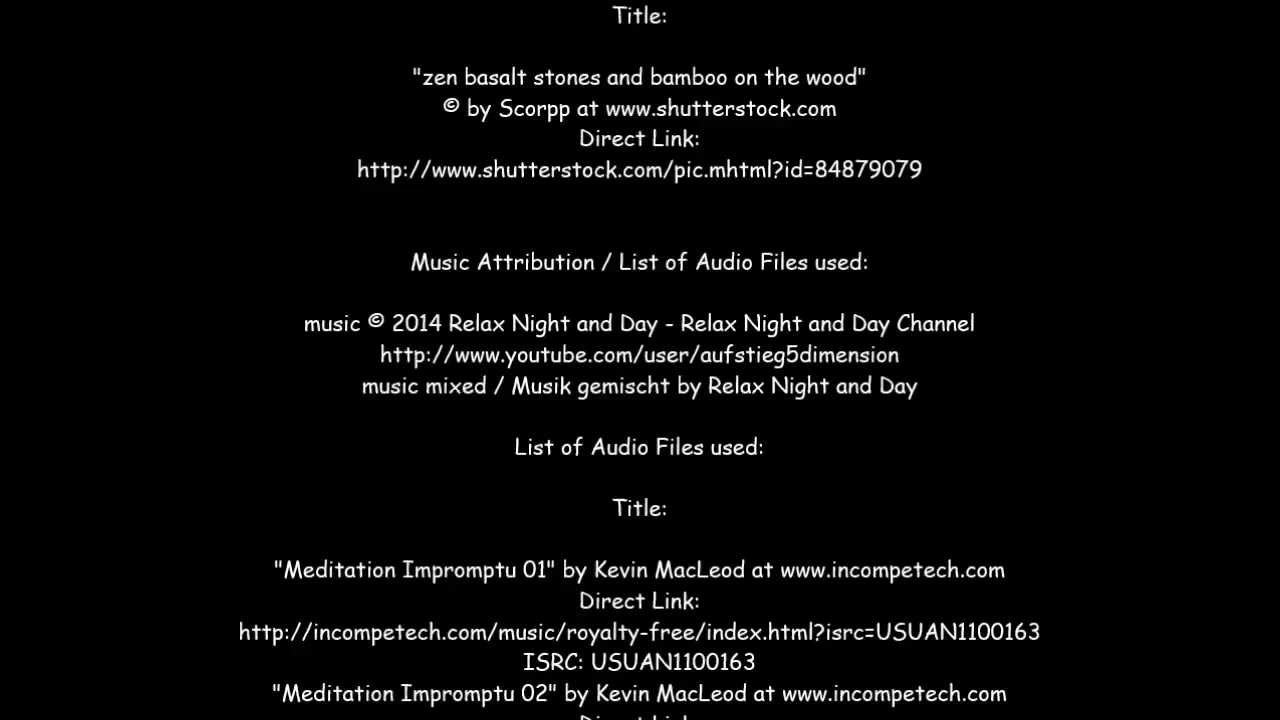 Title:
"zen basalt stones and bamboo on the wood"
© by Scorpp at www.shutterstock.com
Direct Link:
http://www.shutterstock.com/pic.mhtml?id=84879079
Music Attribution / List of Audio Files used:
music © 2014 Relax Night and Day - Relax Night and Day Channel
http://www.youtube.com/user/aufstieg5dimension
music mixed / Musik gemischt by Relax Night and Day
List of Audio Files used:
Title:
"Meditation Impromptu 01" by Kevin MacLeod at www.incompetech.com
Direct Link:
http://incompetech.com/music/royalty-free/index.html?isrc=USUAN1100163
ISRC: USUAN1100163
"Meditation Impromptu 02" by Kevin MacLeod at www.incompetech.com